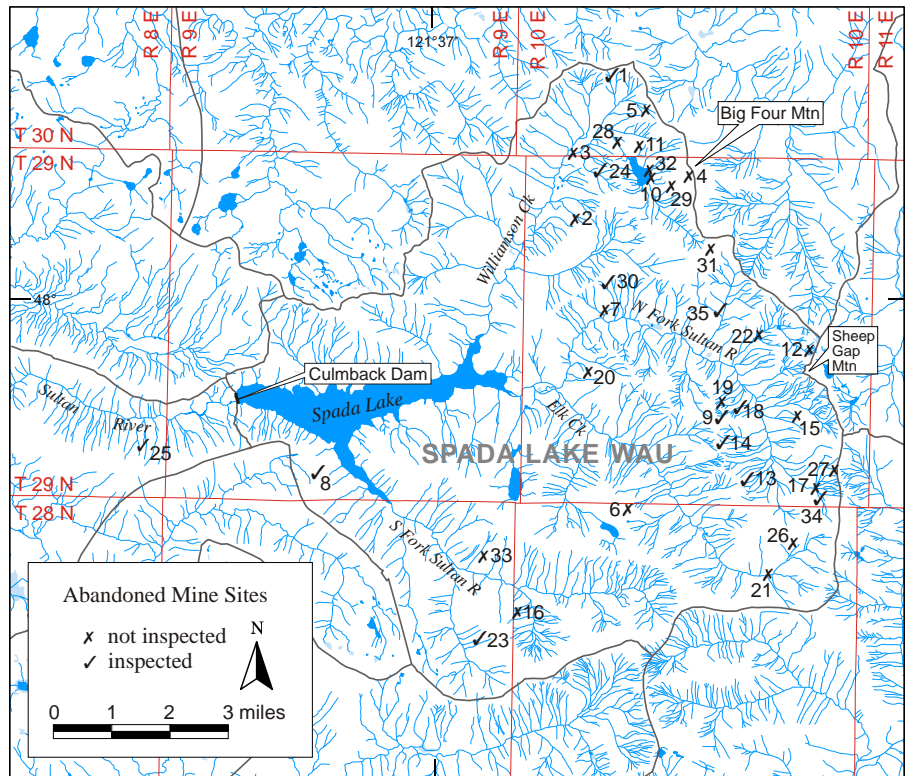 R 8 E
R 9 E
121°37'
R 9 E
R 10 E
R 10 E
R 11 E
1
5
Big Four Mtn
T 30 N
T 29 N
28
11
3
32
24
4
10
29
2
Williamson Ck
31
30
48°
7
N Fork Sultan R
35
22
12
Sheep
Gap
Mtn
Culmback Dam
20
Spada Lake
Elk Ck
19
18
9
15
Sultan
River
25
14
SPADA LAKE WAU
8
13
27
17
34
T 29 N
T 28 N
6
26
S Fork Sultan R
33
21
16
23
Abandoned Mine Sites
✗ not inspected
✓ inspected
N
0 1 2 3 miles